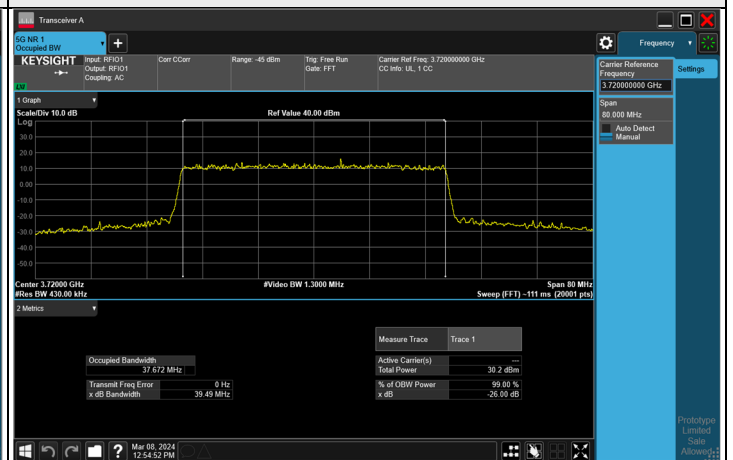 Transceiver A
5G NR 1
Occupied BW
Frequency
KEYSIGHT
LXI
Input: RFIO1
Output: RFIO1
Coupling: AC
Corr CCorr
Range: -45 dBm
Trig: Free Run
Gate: FFT
Carrier Ref Freq: 3.720000000 GHz
CC Info: UL, 1 CC
Carrier Reference
Frequency
3.720000000 GHz
Settings
Span
80.000 MHz
Auto Detect
Manual
1 Graph
Scale/Div 10.0 dB
Ref Value 40.00 dBm
Log
30.0
20.0
10.0
0.00
-10.0
-20.0
-30.0
-40.0
-50.0
Center 3.72000 GHz
#Video BW 1.3000 MHz
Span 80 MHz
#Res BW 430.00 kHz
Sweep (FFT) ~111 ms (20001 pts)
2 Metrics
Measure Trace
Trace 1
Occupied Bandwidth
37.672 MHz
Active Carrier(s)
---
Total Power
30.2 dBm
Transmit Freq Error
0 Hz
x dB Bandwidth
39.49 MHz
% of OBW Power
99.00 %
x dB
-26.00 dB
Prototype
Limited
Sale
Allowed
?
Mar 08, 2024
12:54:52 PM